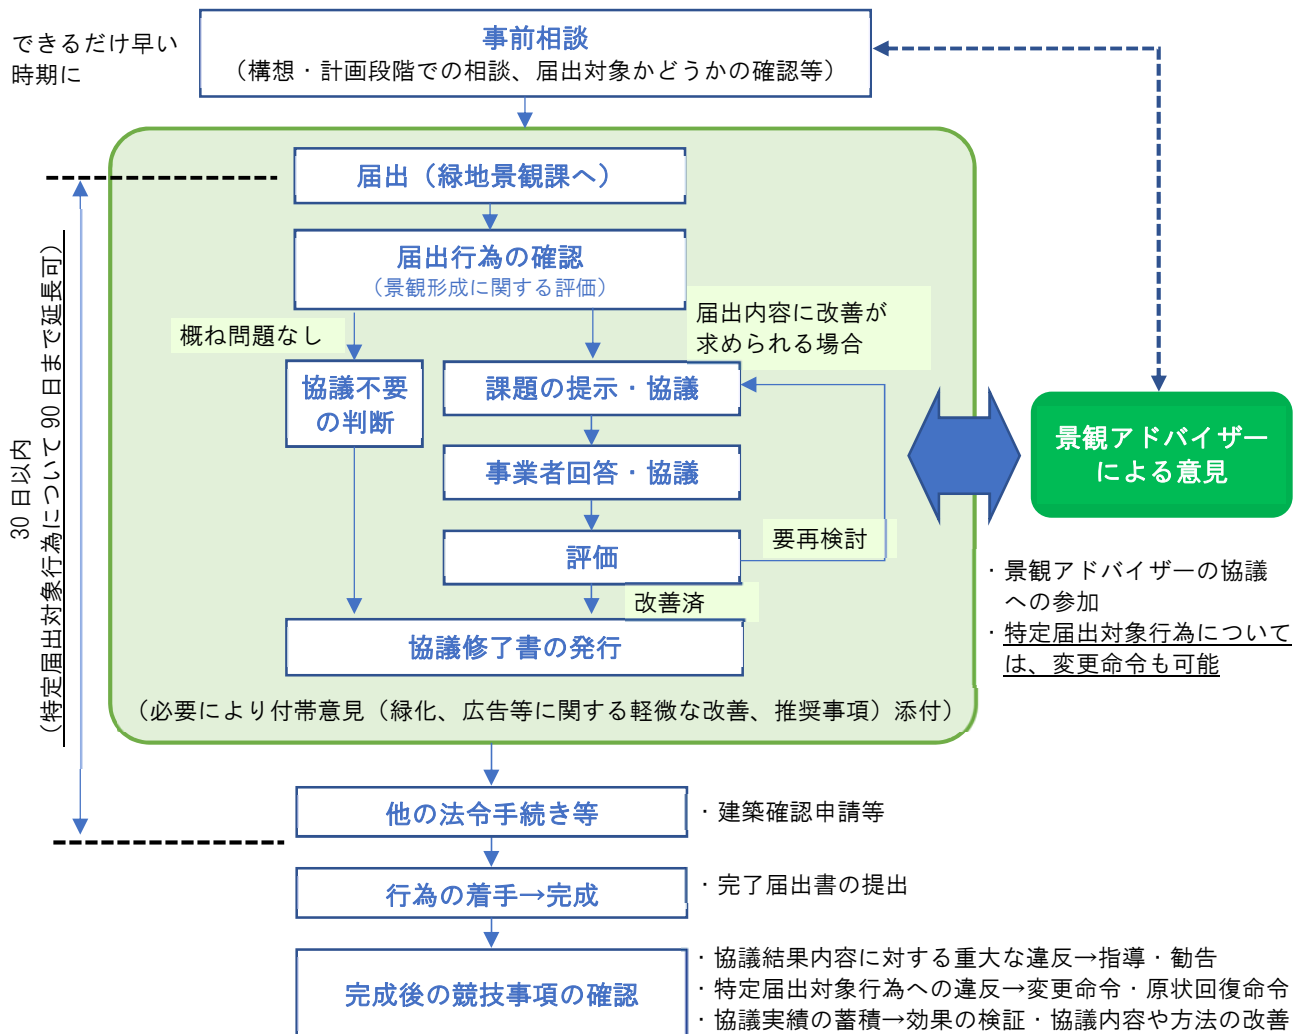 できるだけ早い
時期に
事前相談
（構想・計画段階での相談、届出対象かどうかの確認等）
届出（緑地景観課へ）
届出行為の確認
（景観形成に関する評価）
概ね問題なし
届出内容に改善が
求められる場合
協議不要
の判断
課題の提示・協議
事業者回答・協議
評価
要再検討
改善済
協議修了書の発行
（必要により付帯意見（緑化、広告等に関する軽微な改善、推奨事項）添付）
30 日以内
（特定届出対象行為について 90 日まで延長可）
景観アドバイザー
による意見
・景観アドバイザーの協議
への参加
・特定届出対象行為について
は、変更命令も可能
他の法令手続き等
・建築確認申請等
行為の着手→完成
・完了届出書の提出
完成後の競技事項の確認
・協議結果内容に対する重大な違反→指導・勧告
・特定届出対象行為への違反→変更命令・原状回復命令
・協議実績の蓄積→効果の検証・協議内容や方法の改善